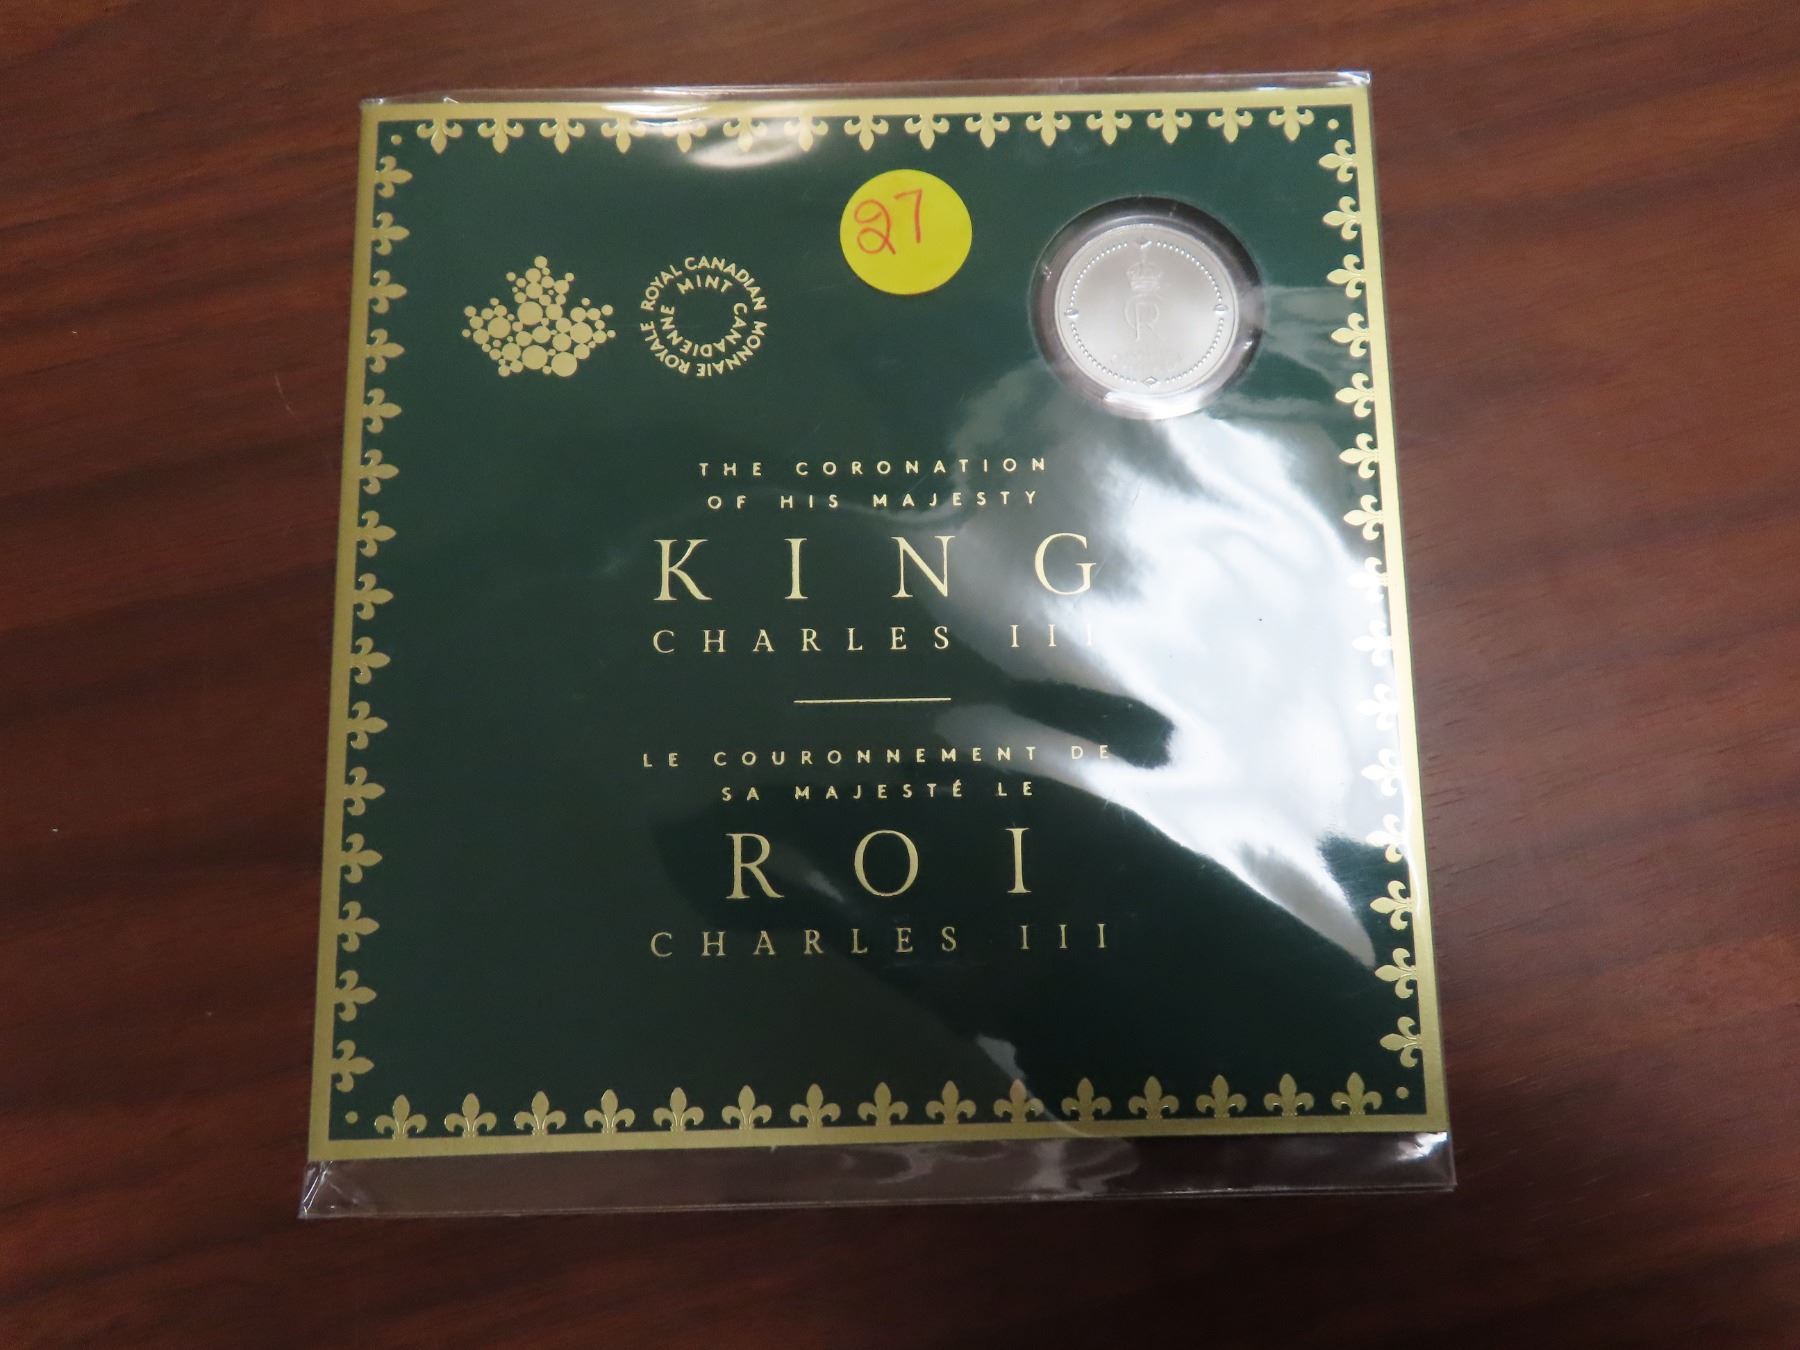 27
ROYAL CANADIAN MINT
MONNAIE ROYALE CANADIENNE
CR
THE CORONATION
OF HIS MAJESTY
KING
CHARLES III
LE COURONNEMENT DE
SA MAJESTÉ LE
ROI
CHARLES III